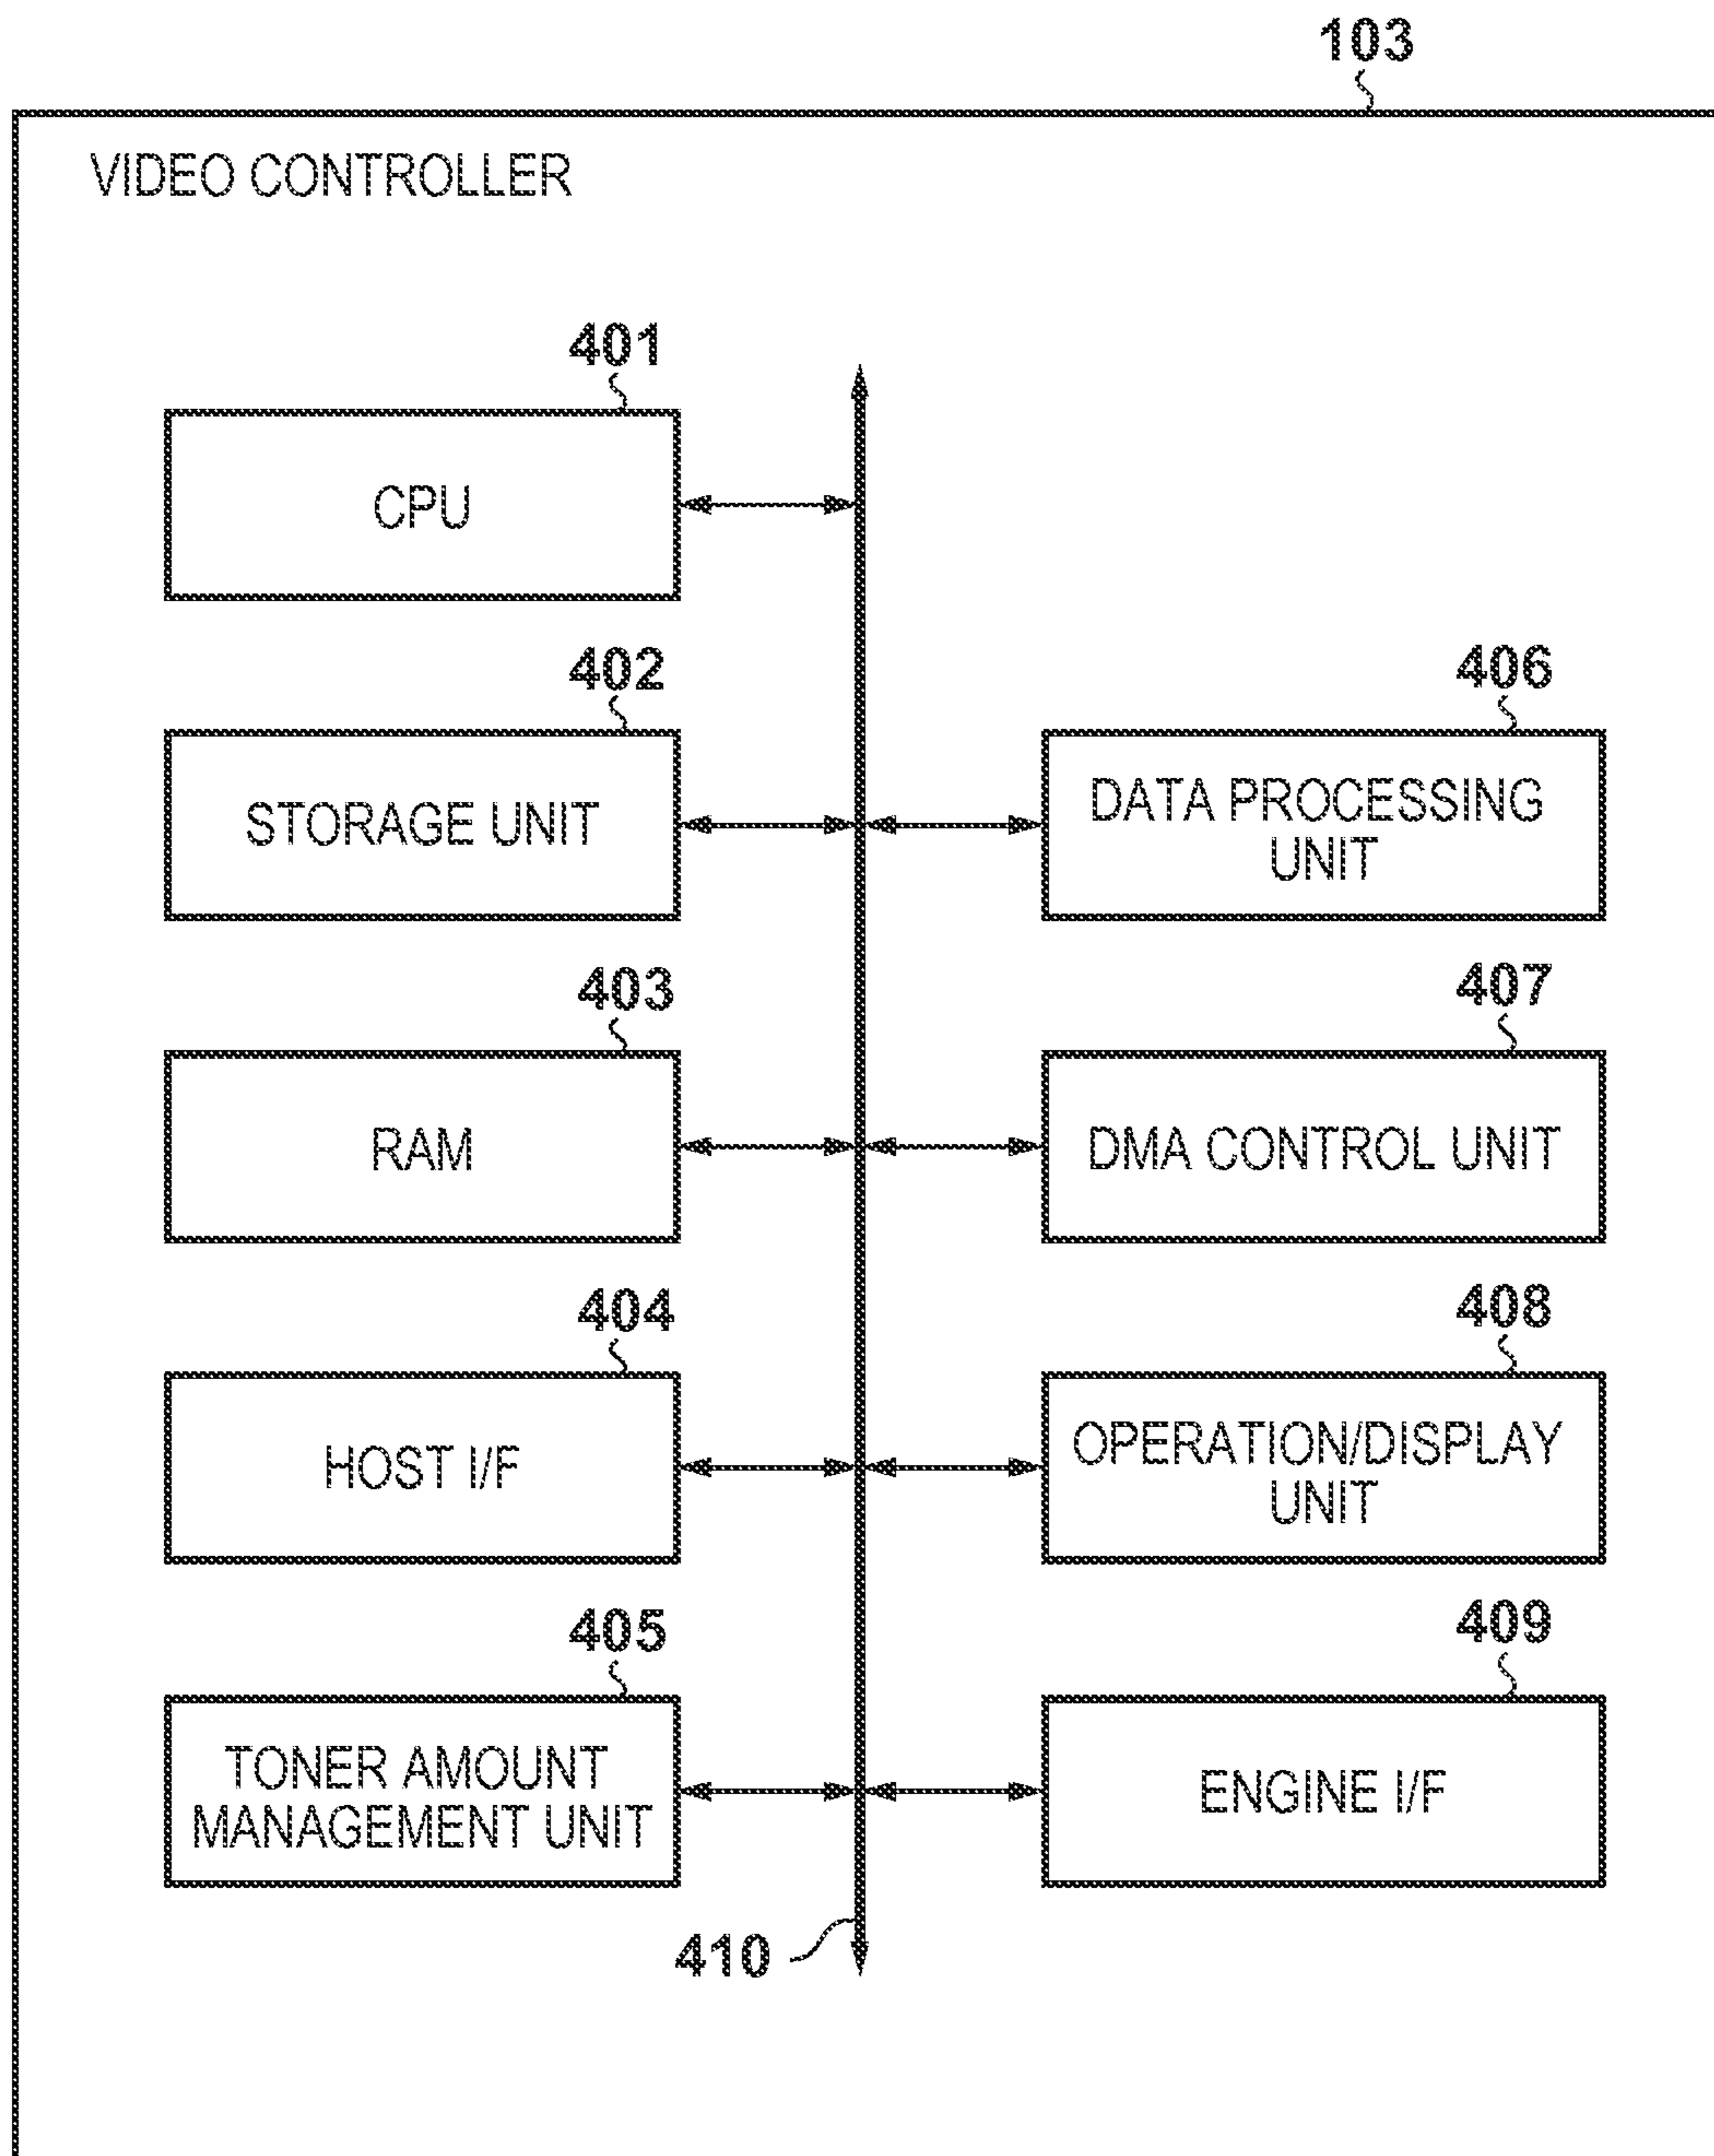 103
VIDEO CONTROLLER
401
CPU
402
STORAGE UNIT
403
RAM
404
HOST I/F
405
TONER AMOUNT
MANAGEMENT UNIT
406
DATA PROCESSING
UNIT
407
DMA CONTROL UNIT
408
OPERATION/DISPLAY
UNIT
409
ENGINE I/F
410